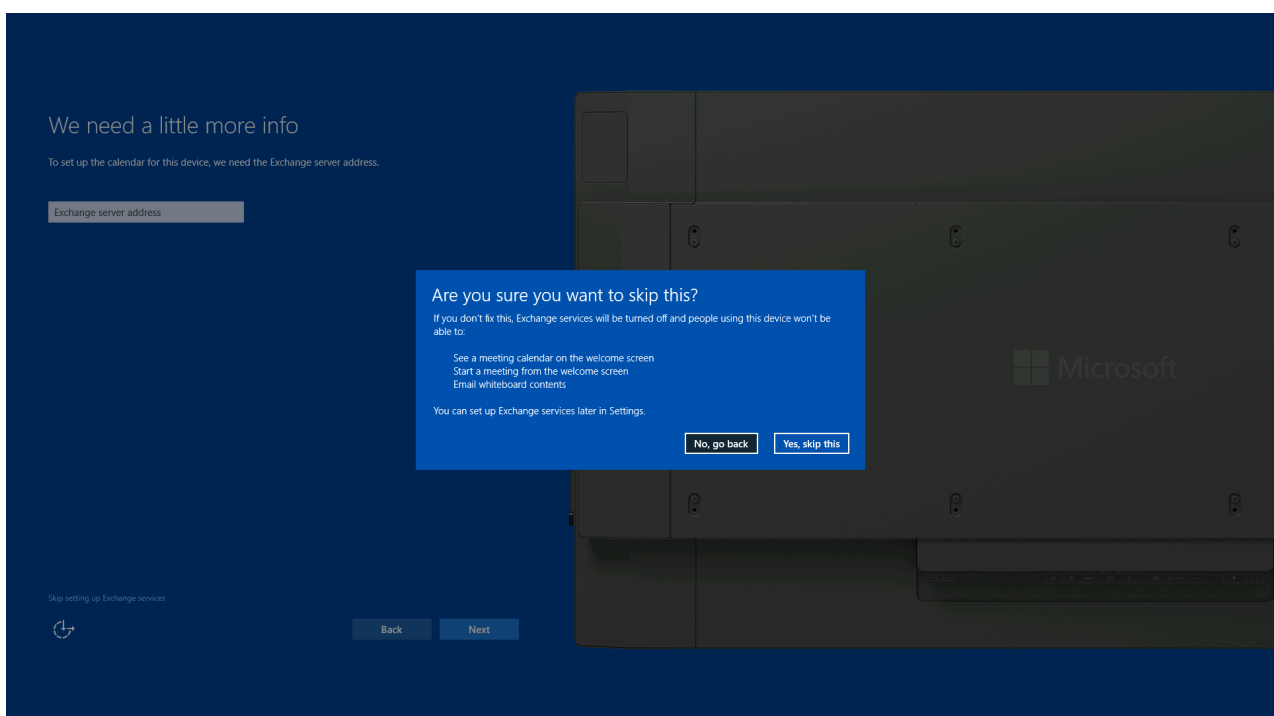 We need a little more info
To set up the calendar for this device, we need the Exchange server address.
Exchange server address
Are you sure you want to skip this?
If you don't fix this, Exchange services will be turned off and people using this device won't be
able to:
See a meeting calendar on the welcome screen
Start a meeting from the welcome screen
Email whiteboard contents
You can set up Exchange services later in Settings.
No, go back
Yes, skip this
Microsoft
Skip setting up Exchange services
Back
Next